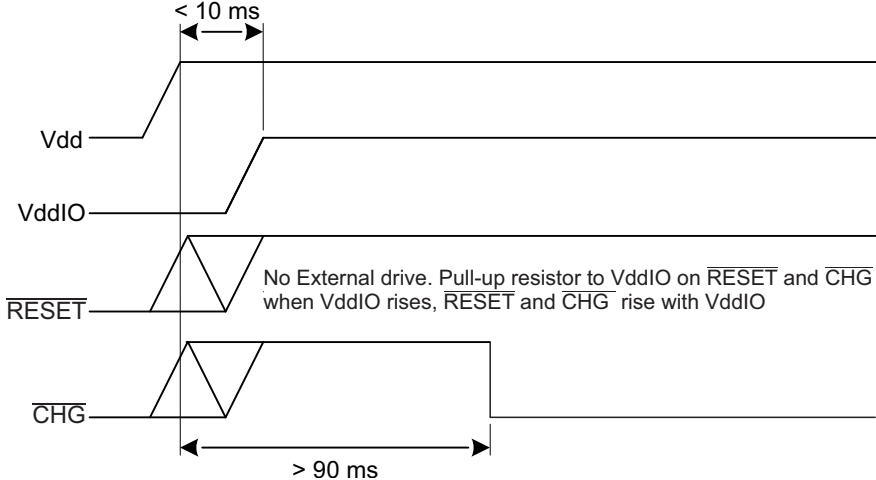 < 10 ms
Vdd
VddIO
No External drive. Pull-up resistor to VddIO on RESET and CHG
when VddIO rises, RESET and CHG rise with VddIO
RESET
CHG
> 90 ms